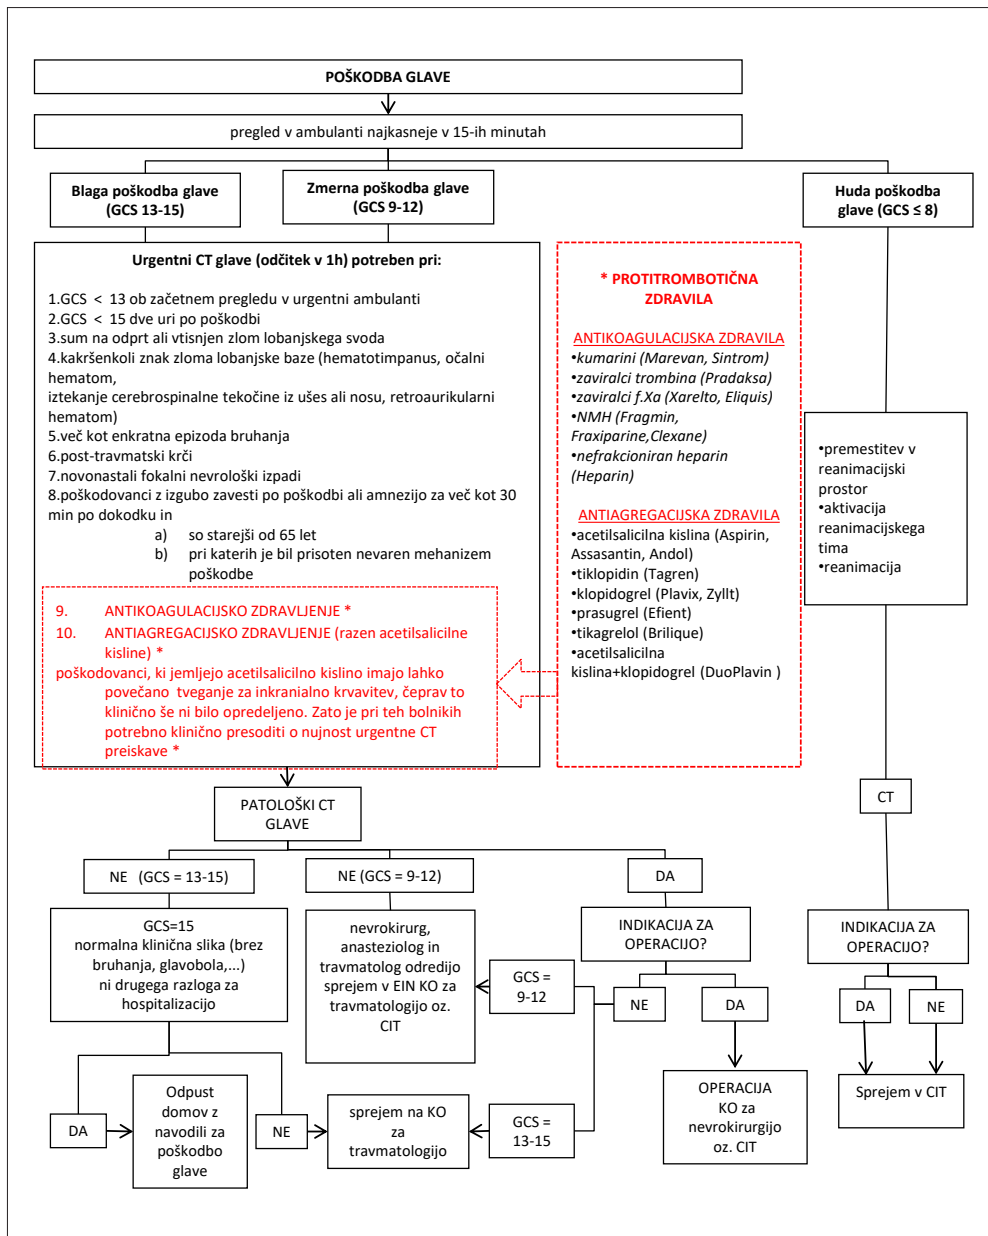 POŠKODBA GLAVE
pregled v ambulanti najkasneje v 15-ih minutah
Blaga poškodba glave
(GCS 13-15)
Zmerna poškodba glave
(GCS 9-12)
Huda poškodba
glave (GCS ≤ 8)
Urgentni CT glave (odčitek v 1h) potreben pri:
1.GCS < 13 ob začetnem pregledu v urgentni ambulanti
2.GCS < 15 dve uri po poškodbi
3.sum na odprt ali vtisnjen zlom lobanjskega svoda
4.kakršenkoli znak zloma lobanjske baze (hematotimpanus, očalni
hematom,
iztekanje cerebrospinalne tekočine iz ušes ali nosu, retroaurikularni
hematom)
5.več kot enkratna epizoda bruhanja
6.post-travmatski krči
7.novonastali fokalni nevrološki izpadi
8.poškodovanci z izgubo zavesti po poškodbi ali amnezijo za več kot 30
min po dokodku in
a) so starejši od 65 let
b) pri katerih je bil prisoten nevaren mehanizem
poškodbe
9. ANTIKOAGULACIJSKO ZDRAVLJENJE *
10. ANTIAGREGACIJSKO ZDRAVLJENJE (razen acetilsalicilne
kisline) *
poškodovanci, ki jemljejo acetilsalicilno kislino imajo lahko
povečano tveganje za inkranialno krvavitev, čeprav to
klinično še ni bilo opredeljeno. Zato je pri teh bolnikih
potrebno klinično presoditi o nujnost urgentne CT
preiskave *
* PROTITROMBOTIČNA
ZDRAVILA
ANTIKOAGULACIJSKA ZDRAVILA
•kumarini (Marevan, Sintrom)
•zaviralci trombina (Pradaksa)
•zaviralci f.Xa (Xarelto, Eliquis)
•NMH (Fragmin,
Fraxiparine,Clexane)
•nefrakcioniran heparin
(Heparin)
ANTIAGREGACIJSKA ZDRAVILA
•acetilsalicilna kislina (Aspirin,
Assasantin, Andol)
•tiklopidin (Tagren)
•klopidogrel (Plavix, Zyllt)
•prasugrel (Efient)
•tikagrelol (Brilique)
•acetilsalicilna
kislina+klopidogrel (DuoPlavin )
•premestitev v
reanimacijski
prostor
•aktivacija
reanimacijskega
tima
•reanimacija
CT
PATOLOŠKI CT
GLAVE
NE (GCS = 13-15)
NE (GCS = 9-12)
DA
GCS=15
normalna klinična slika (brez
bruhanja, glavobola,...)
ni drugega razloga za
hospitalizacijo
nevrokirurg,
anasteziolog in
travmatolog odredijo
sprejem v EIN KO za
travmatologijo oz.
CIT
GCS =
9-12
INDIKACIJA ZA
OPERACIJO?
NE
DA
INDIKACIJA ZA
OPERACIJO?
DA
NE
DA
Odpust
domov z
navodili za
poškodbo
glave
NE
sprejem na KO
za
travmatologijo
GCS =
13-15
OPERACIJA
KO za
nevrokirurgijo
oz. CIT
Sprejem v CIT